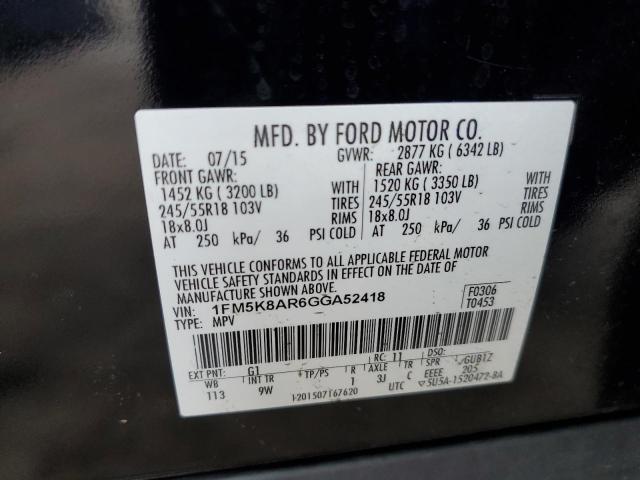 MFD. BY FORD MOTOR CO.
DATE: 07/15 GVWR: 2877 KG ( 6342 LB)
FRONT GAWR: REAR GAWR:
1452 KG ( 3200 LB) 1520 KG ( 3350 LB)
245/55R18 103V TIRES 245/55R18 103V TIRES
18x8.0J RIMS 18x8.0J RIMS
AT 250 kPa/ 36 PSI COLD AT 250 kPa/ 36 PSI COLD
THIS VEHICLE CONFORMS TO ALL APPLICABLE FEDERAL MOTOR
VEHICLE SAFETY STANDARDS IN EFFECT ON THE DATE OF
MANUFACTURE SHOWN ABOVE.
VIN: 1FM5K8AR6GGA52418 F0306
TYPE: MPV T0453
EXT PNT: G1 RC: 11 DSO:
WB INT TR TP/PS R AXLE TR SPR GUB1Z
113 9W 1 3J C EEEE 205
1201507167620 UTC 5U5A-1520472-BA